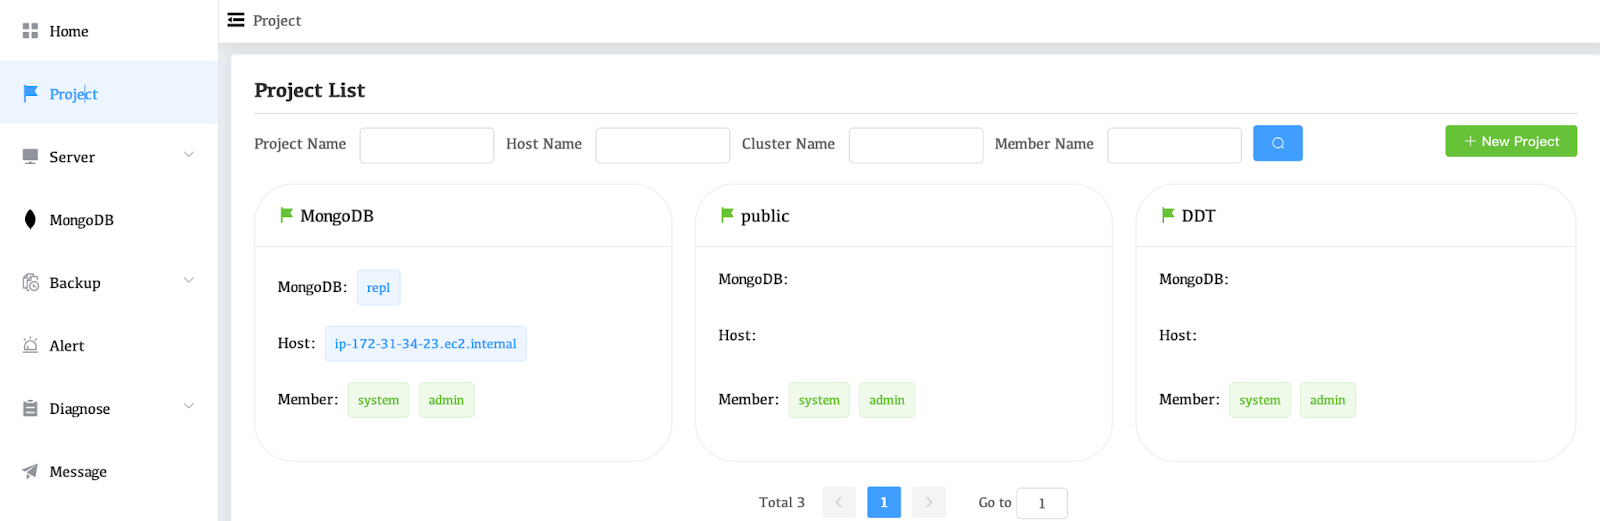 Home
Project
Server
MongoDB
Backup
Alert
Diagnose
Message
Project
Project List
Project Name Host Name Cluster Name Member Name + New Project
MongoDB
MongoDB: repl
Host: ip-172-31-34-23.ec2.internal
Member: system admin
public
MongoDB:
Host:
Member: system admin
DDT
MongoDB:
Host:
Member: system admin
Total 3 < 1 > Go to 1